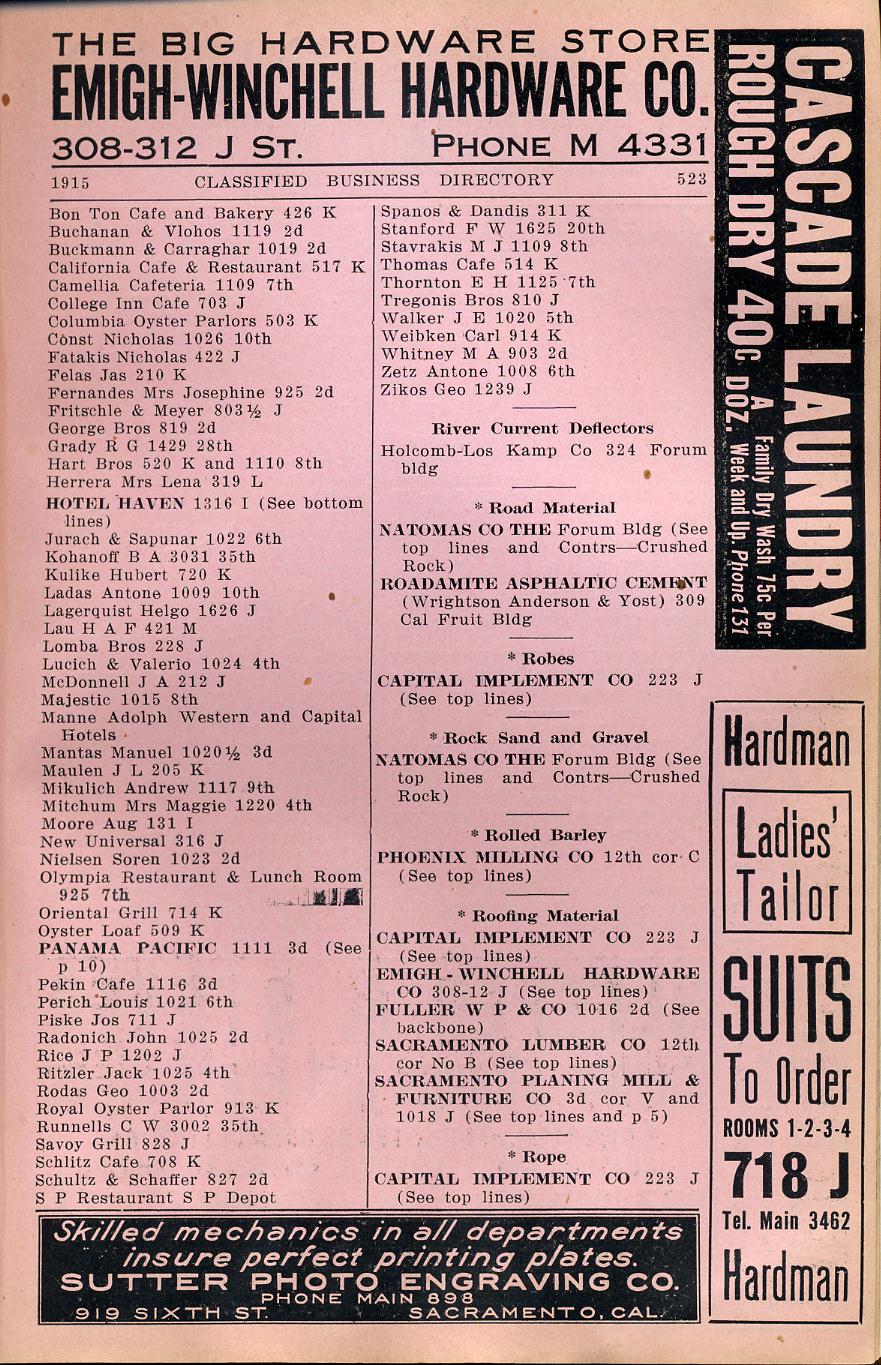 THE BIG HARDWARE STORE
EMIGH-WINCHELL HARDWARE CO.
308-312 J ST. PHONE M 4331
1915 CLASSIFIED BUSINESS DIRECTORY 523
Bon Ton Cafe and Bakery 426 K
Buchanan & Vlohos 1119 2d
Buckmann & Carraghar 1019 2d
California Cafe & Restaurant 517 K
Camellia Cafeteria 1109 7th
College Inn Cafe 703 J
Columbia Oyster Parlors 503 K
Const Nicholas 1026 10th
Fatakis Nicholas 422 J
Felas Jas 210 K
Fernandes Mrs Josephine 925 2d
Fritschle & Meyer 803½ J
George Bros 819 2d
Grady R G 1429 28th
Hart Bros 520 K and 1110 8th
Herrera Mrs Lena 319 L
HOTEL HAVEN 1316 I (See bottom
lines)
Jurach & Sapunar 1022 6th
Kohanoff B A 3031 35th
Kulike Hubert 720 K
Ladas Antone 1009 10th
Lagerquist Helgo 1626 J
Lau H A F 421 M
Lomba Bros 228 J
Lucich & Valerio 1024 4th
McDonnell J A 212 J
Majestic 1015 8th
Manne Adolph Western and Capital
Hotels
Mantas Manuel 1020½ 3d
Maulen J L 205 K
Mikulich Andrew 1117 9th
Mitchum Mrs Maggie 1220 4th
Moore Aug 131 I
New Universal 316 J
Nielsen Soren 1023 2d
Olympia Restaurant & Lunch Room
925 7th
Oriental Grill 714 K
Oyster Loaf 509 K
PANAMA PACIFIC 1111 3d (See
p 10)
Pekin Cafe 1116 3d
Perich Louis 1021 6th
Piske Jos 711 J
Radonich John 1025 2d
Rice J P 1202 J
Ritzler Jack 1025 4th
Rodas Geo 1003 2d
Royal Oyster Parlor 913 K
Runnells C W 3002 35th
Savoy Grill 828 J
Schlitz Cafe 708 K
Schultz & Schaffer 827 2d
S P Restaurant S P Depot
Spanos & Dandis 311 K
Stanford F W 1625 20th
Stavrakis M J 1109 8th
Thomas Cafe 514 K
Thornton E H 1125 7th
Tregonis Bros 810 J
Walker J E 1020 5th
Weibken Carl 914 K
Whitney M A 903 2d
Zetz Antone 1008 6th
Zikos Geo 1239 J
River Current Deflectors
Holcomb-Los Kamp Co 324 Forum
bldg
* Road Material
NATOMAS CO THE Forum Bldg (See
top lines and Contrs—Crushed
Rock)
ROADAMITE ASPHALTIC CEMENT
(Wrightson Anderson & Yost) 309
Cal Fruit Bldg
* Robes
CAPITAL IMPLEMENT CO 223 J
(See top lines)
* Rock Sand and Gravel
NATOMAS CO THE Forum Bldg (See
top lines and Contrs—Crushed
Rock)
* Rolled Barley
PHOENIX MILLING CO 12th cor C
(See top lines)
* Roofing Material
CAPITAL IMPLEMENT CO 223 J
(See top lines)
EMIGH-WINCHELL HARDWARE
CO 308-12 J (See top lines)
FULLER W P & CO 1016 2d (See
backbone)
SACRAMENTO LUMBER CO 12th
cor No B (See top lines)
SACRAMENTO PLANING MILL &
FURNITURE CO 3d cor V and
1018 J (See top lines and p 5)
* Rope
CAPITAL IMPLEMENT CO 223 J
(See top lines)
CASCADE LAUNDRY
ROUGH DRY 40c DOZ.
A Family Dry Wash 75c Per
Week and Up. Phone 131
Hardman
Ladies'
Tailor
SUITS
To Order
ROOMS 1-2-3-4
718 J
Tel. Main 3462
Hardman
Skilled mechanics in all departments
insure perfect printing plates.
SUTTER PHOTO ENGRAVING CO.
PHONE MAIN 898
919 SIXTH ST. SACRAMENTO, CAL.